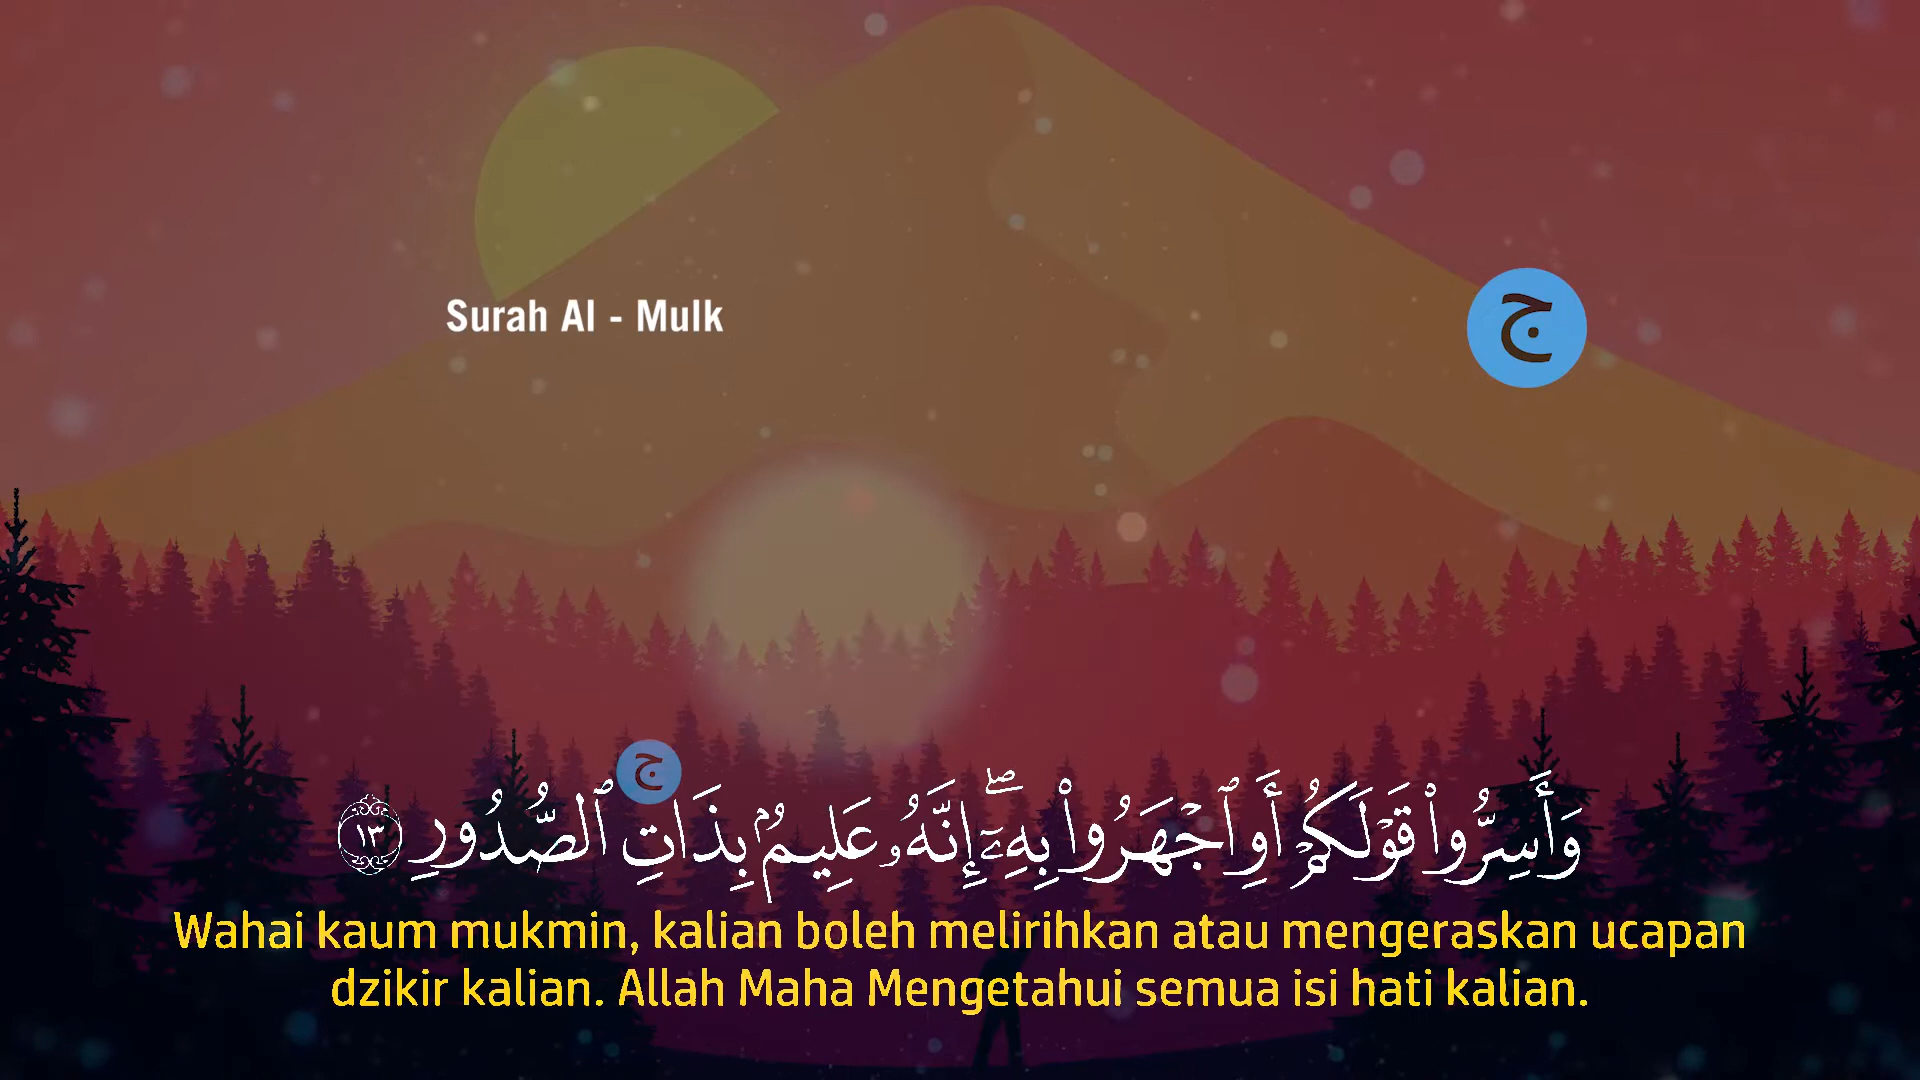 Surah Al - Mulk
ج
ج
وَأَسِرُّوا۟ قَوْلَكُمْ أَوِ ٱجْهَرُوا۟ بِهِۦٓ ۖ إِنَّهُۥ عَلِيمٌۢ بِذَاتِ ٱلصُّدُورِ ١٣
Wahai kaum mukmin, kalian boleh melirihkan atau mengeraskan ucapan
dzikir kalian. Allah Maha Mengetahui semua isi hati kalian.